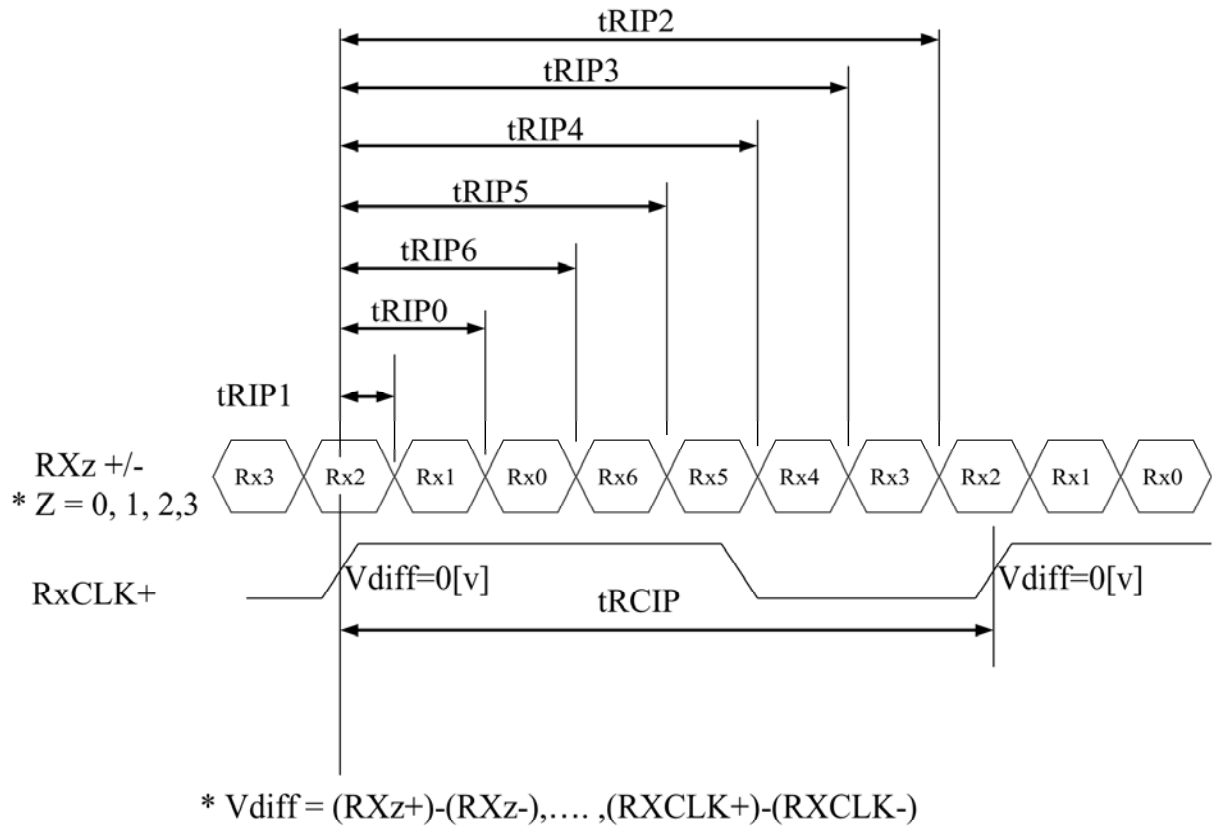 tRIP2
tRIP3
tRIP4
tRIP5
tRIP6
tRIP0
tRIP1
RXz +/-
* Z = 0, 1, 2,3
Rx3 Rx2 Rx1 Rx0 Rx6 Rx5 Rx4 Rx3 Rx2 Rx1 Rx0
RxCLK+
Vdiff=0[v] Vdiff=0[v]
tRCIP
* Vdiff = (RXz+)-(RXz-),.... ,(RXCLK+)-(RXCLK-)